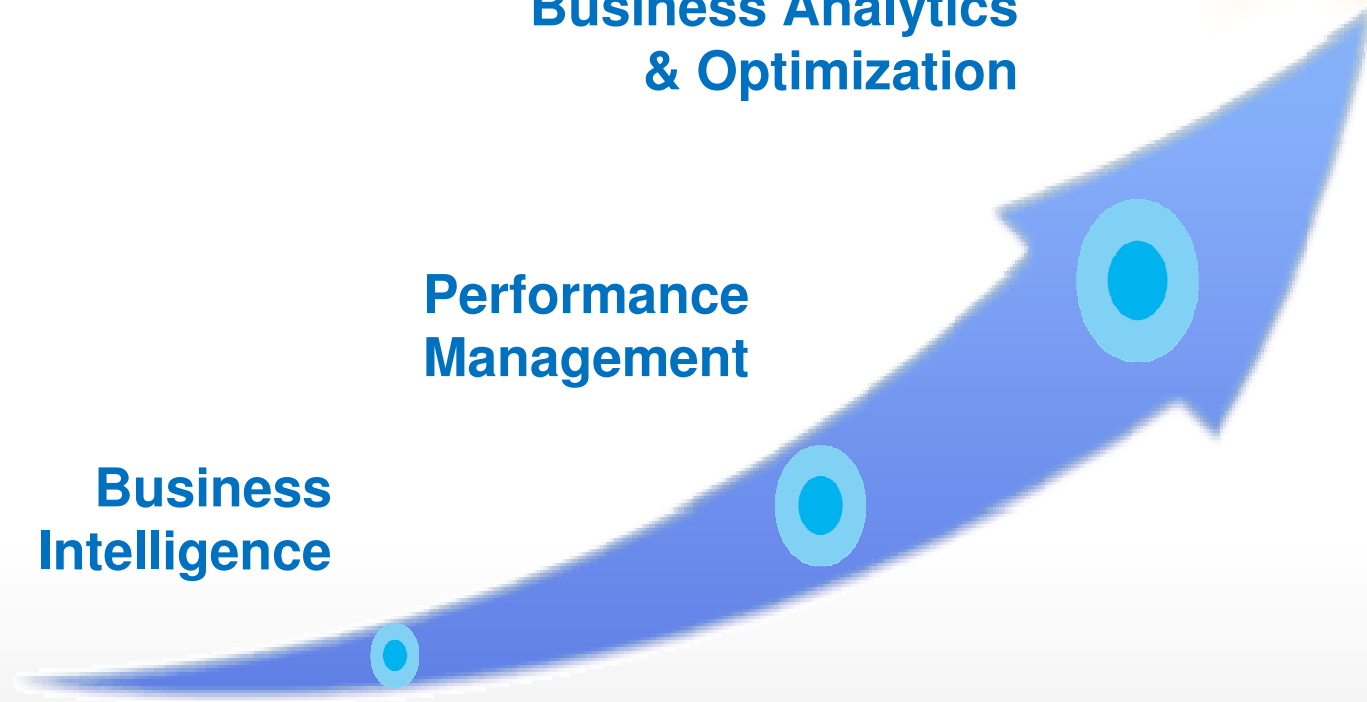 Business Analytics
& Optimization
Performance
Management
Business
Intelligence